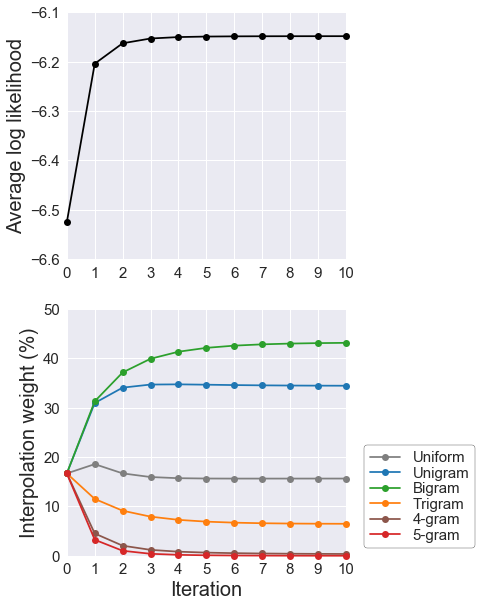 Average log likelihood
−6.1
−6.2
−6.3
−6.4
−6.5
−6.6
0 1 2 3 4 5 6 7 8 9 10
Interpolation weight (%)
50
40
30
20
10
0
0 1 2 3 4 5 6 7 8 9 10
Iteration
Uniform
Unigram
Bigram
Trigram
4-gram
5-gram